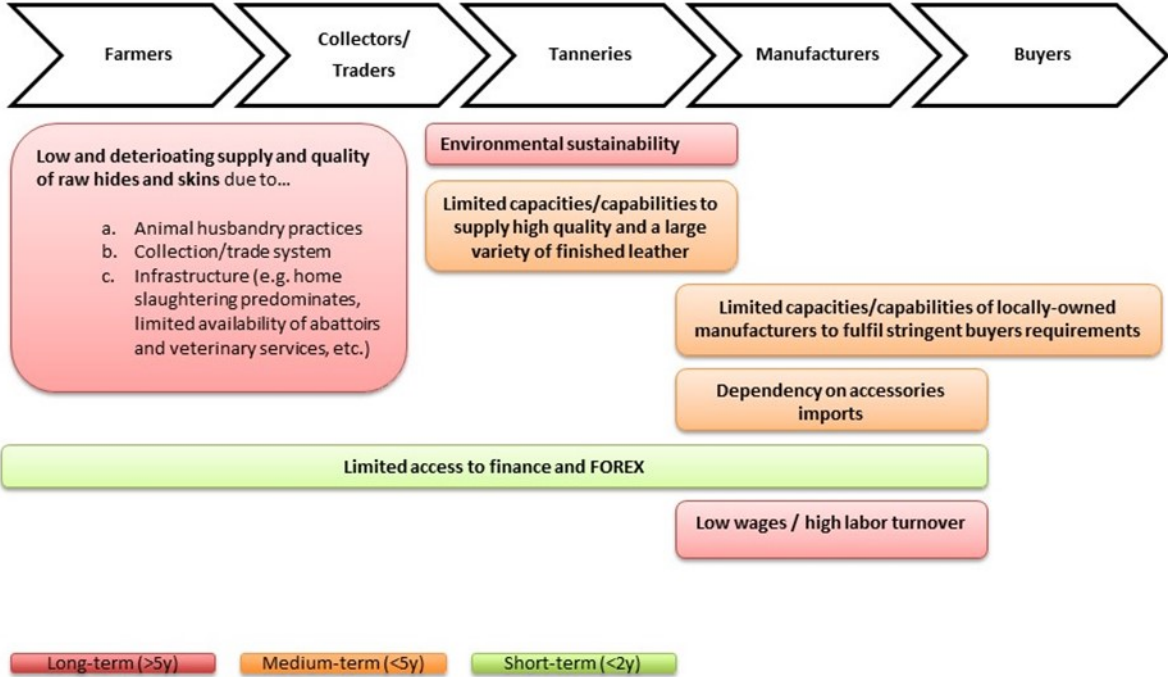 Farmers
Collectors/
Traders
Tanneries
Manufacturers
Buyers
Low and deterioating supply and quality
of raw hides and skins due to...
a. Animal husbandry practices
b. Collection/trade system
c. Infrastructure (e.g. home
slaughtering predominates,
limited availability of abattoirs
and veterinary services, etc.)
Environmental sustainability
Limited capacities/capabilities to
supply high quality and a large
variety of finished leather
Limited capacities/capabilities of locally-owned
manufacturers to fulfil stringent buyers requirements
Dependency on accessories
imports
Limited access to finance and FOREX
Low wages / high labor turnover
Long-term (>5y)
Medium-term (<5y)
Short-term (<2y)